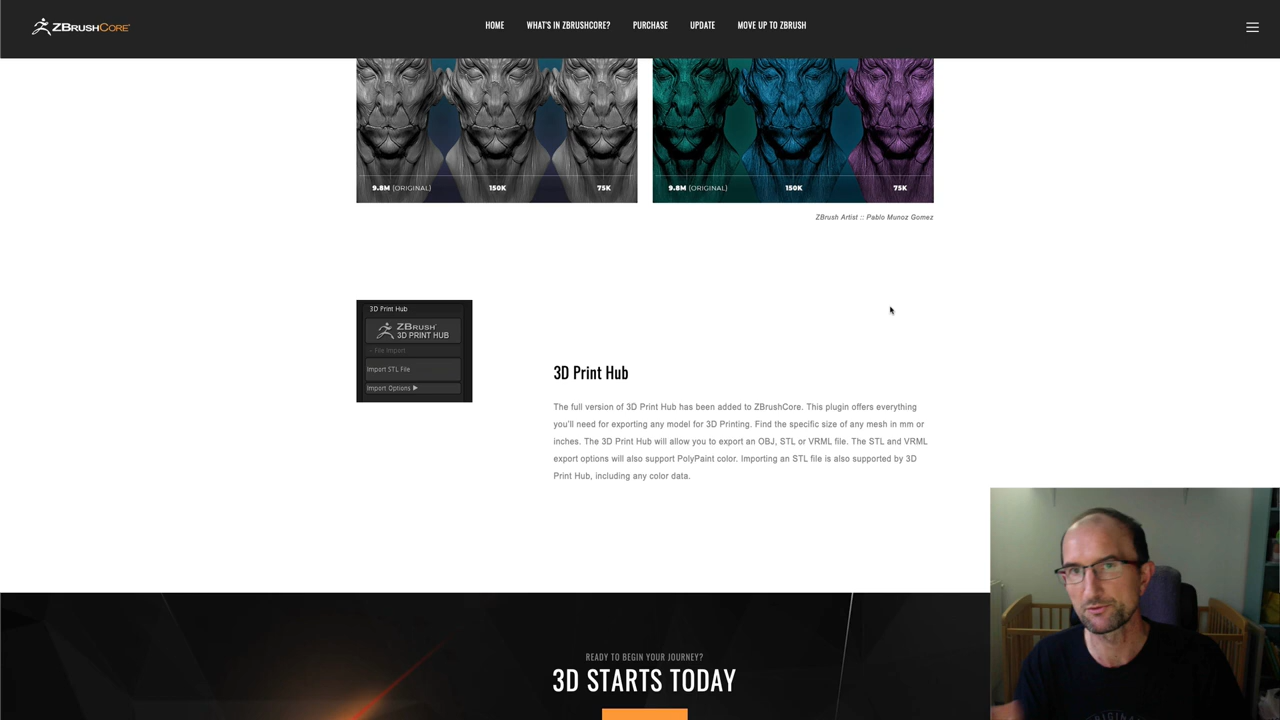 ZBRUSHCORE
HOME
WHAT'S IN ZBRUSHCORE?
PURCHASE
UPDATE
MOVE UP TO ZBRUSH
9.8M (ORIGINAL)
150K
75K
9.8M (ORIGINAL)
150K
75K
ZBrush Artist :: Pablo Munoz Gomez
3D Print Hub
ZBRUSH
3D PRINT HUB
- File Import
Import STL File
Import Options
3D Print Hub
The full version of 3D Print Hub has been added to ZBrushCore. This plugin offers everything
you'll need for exporting any model for 3D Printing. Find the specific size of any mesh in mm or
inches. The 3D Print Hub will allow you to export an OBJ, STL or VRML file. The STL and VRML
export options will also support PolyPaint color. Importing an STL file is also supported by 3D
Print Hub, including any color data.
READY TO BEGIN YOUR JOURNEY?
3D STARTS TODAY